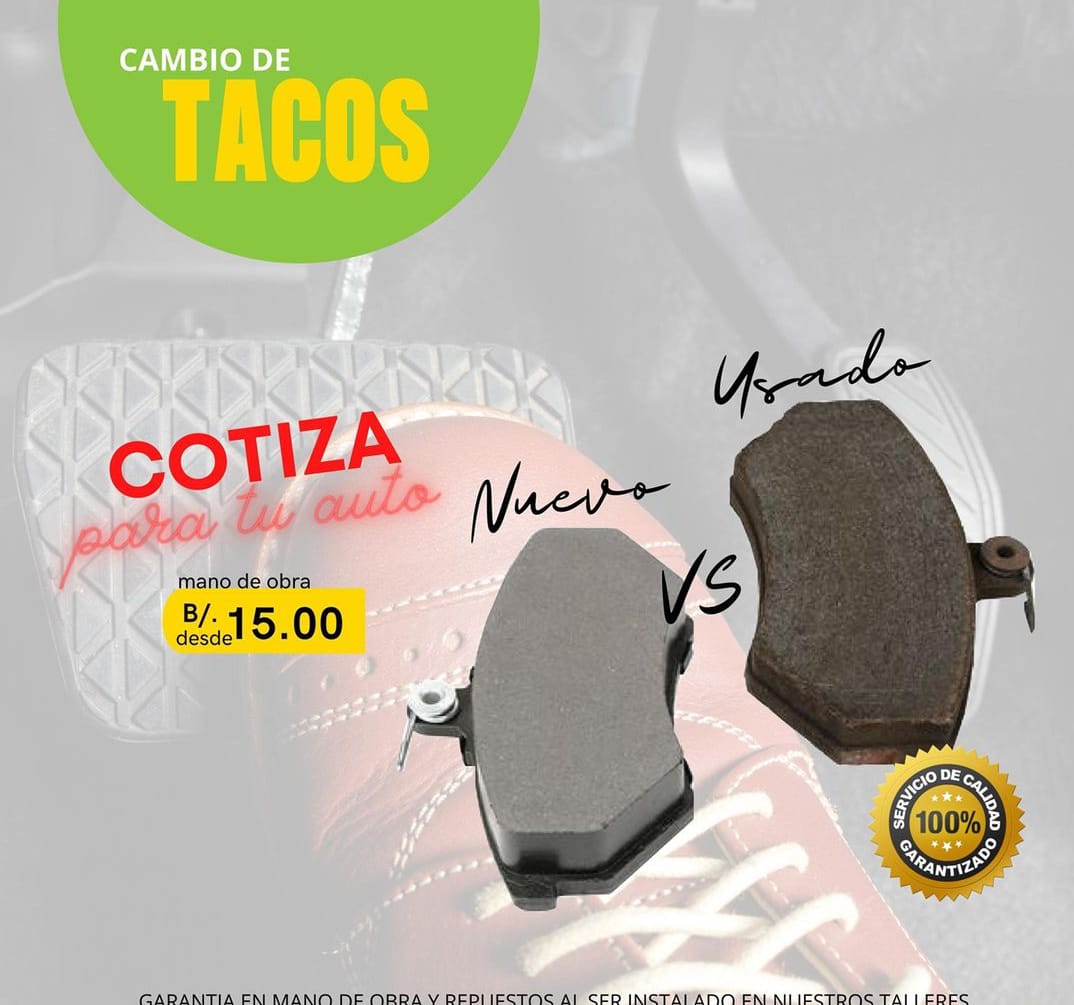 CAMBIO DE
TACOS
Usado
COTIZA
para tu auto
Nuevo
VS
mano de obra
B/. 15.00
desde
SERVICIO DE CALIDAD
100%
GARANTIZADO
GARANTIA EN MANO DE OBRA Y REPUESTOS AL SER INSTALADO EN NUESTROS TALLERES